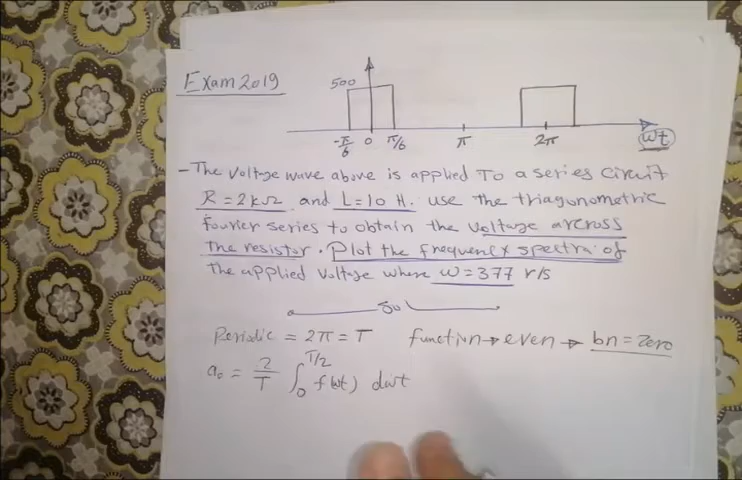 Exam 2019
500
-π/6 0 π/6 π 2π ωt
- The Voltage wave above is applied To a series Circuit
R = 2kΩ and L = 10 H. use the triagonometric
fourier series to obtain the voltage arcross
the resistor. Plot the frequency spectra of
the applied voltage where ω = 377 r/s
Sol
Periodic = 2π = T function → even → bn = Zero
a₀ = 2/T ∫₀^T/2 f(ωt) dωt